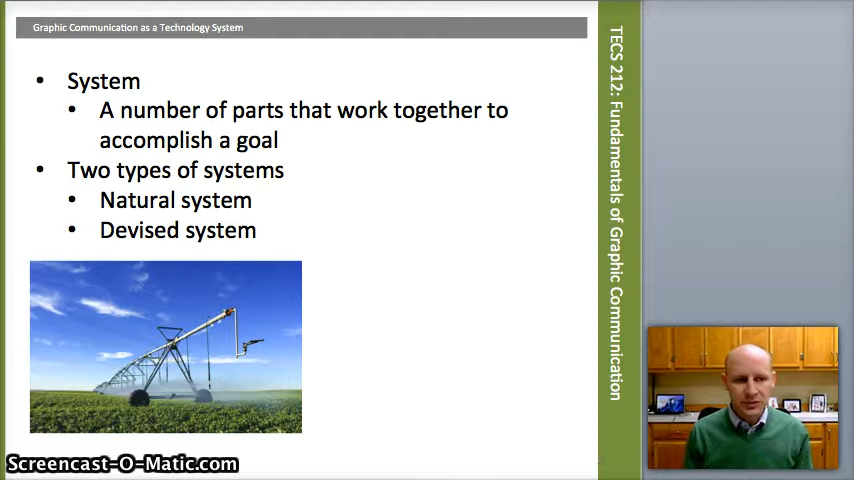 Graphic Communication as a Technology System
• System
• A number of parts that work together to
accomplish a goal
• Two types of systems
• Natural system
• Devised system
TECS 212: Fundamentals of Graphic Communication
Screencast-O-Matic.com